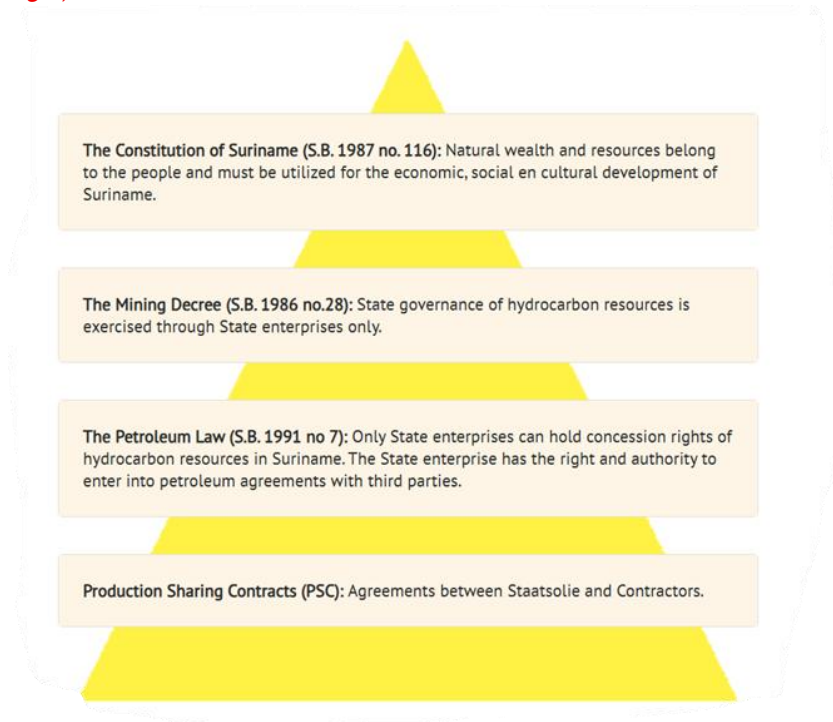 The Constitution of Suriname (S.B. 1987 no. 116): Natural wealth and resources belong
to the people and must be utilized for the economic, social en cultural development of
Suriname.
The Mining Decree (S.B. 1986 no.28): State governance of hydrocarbon resources is
exercised through State enterprises only.
The Petroleum Law (S.B. 1991 no 7): Only State enterprises can hold concession rights of
hydrocarbon resources in Suriname. The State enterprise has the right and authority to
enter into petroleum agreements with third parties.
Production Sharing Contracts (PSC): Agreements between Staatsolie and Contractors.